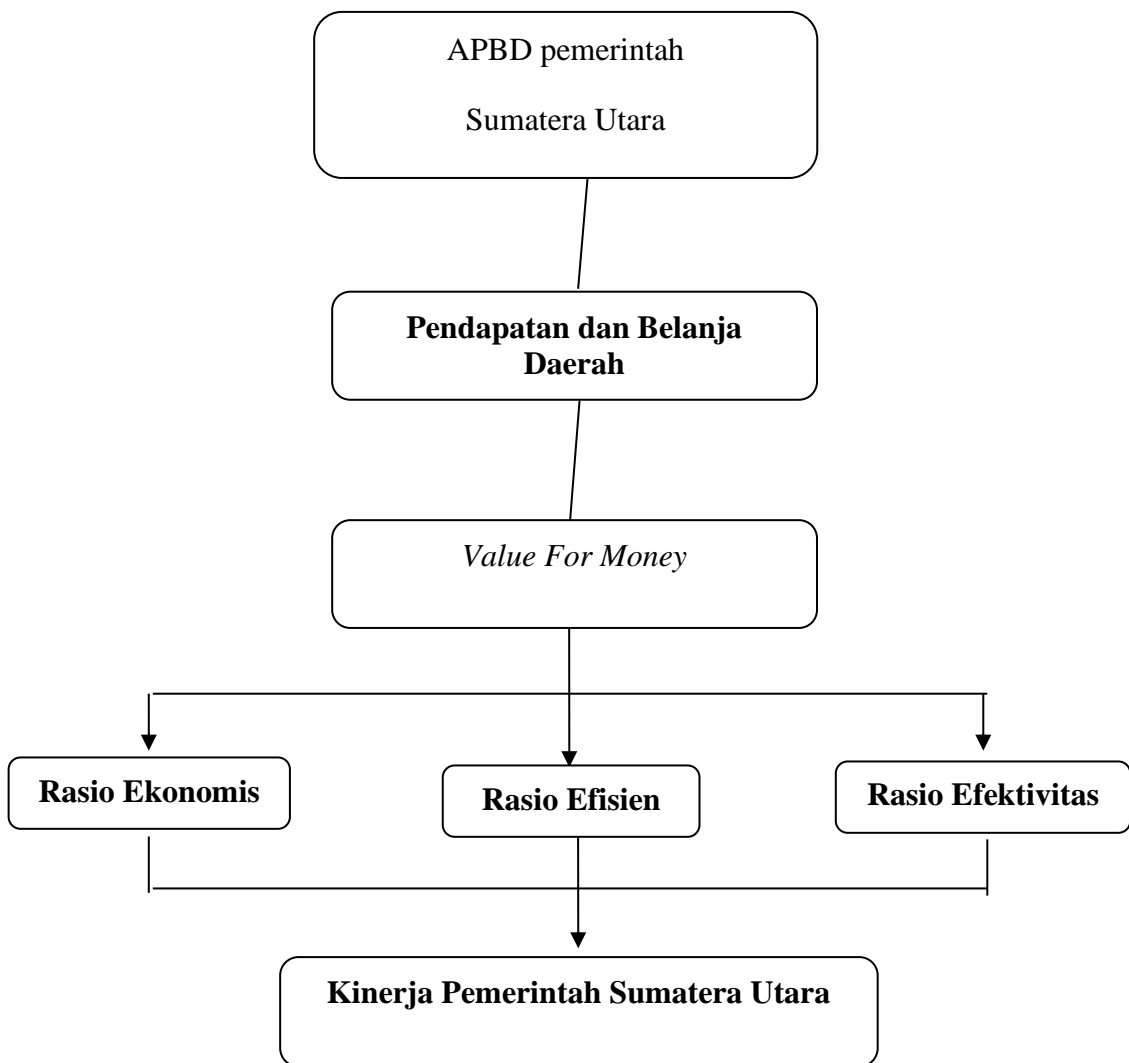 APBD pemerintah
Sumatera Utara
Pendapatan dan Belanja
Daerah
Value For Money
Rasio Ekonomis
Rasio Efisien
Rasio Efektivitas
Kinerja Pemerintah Sumatera Utara